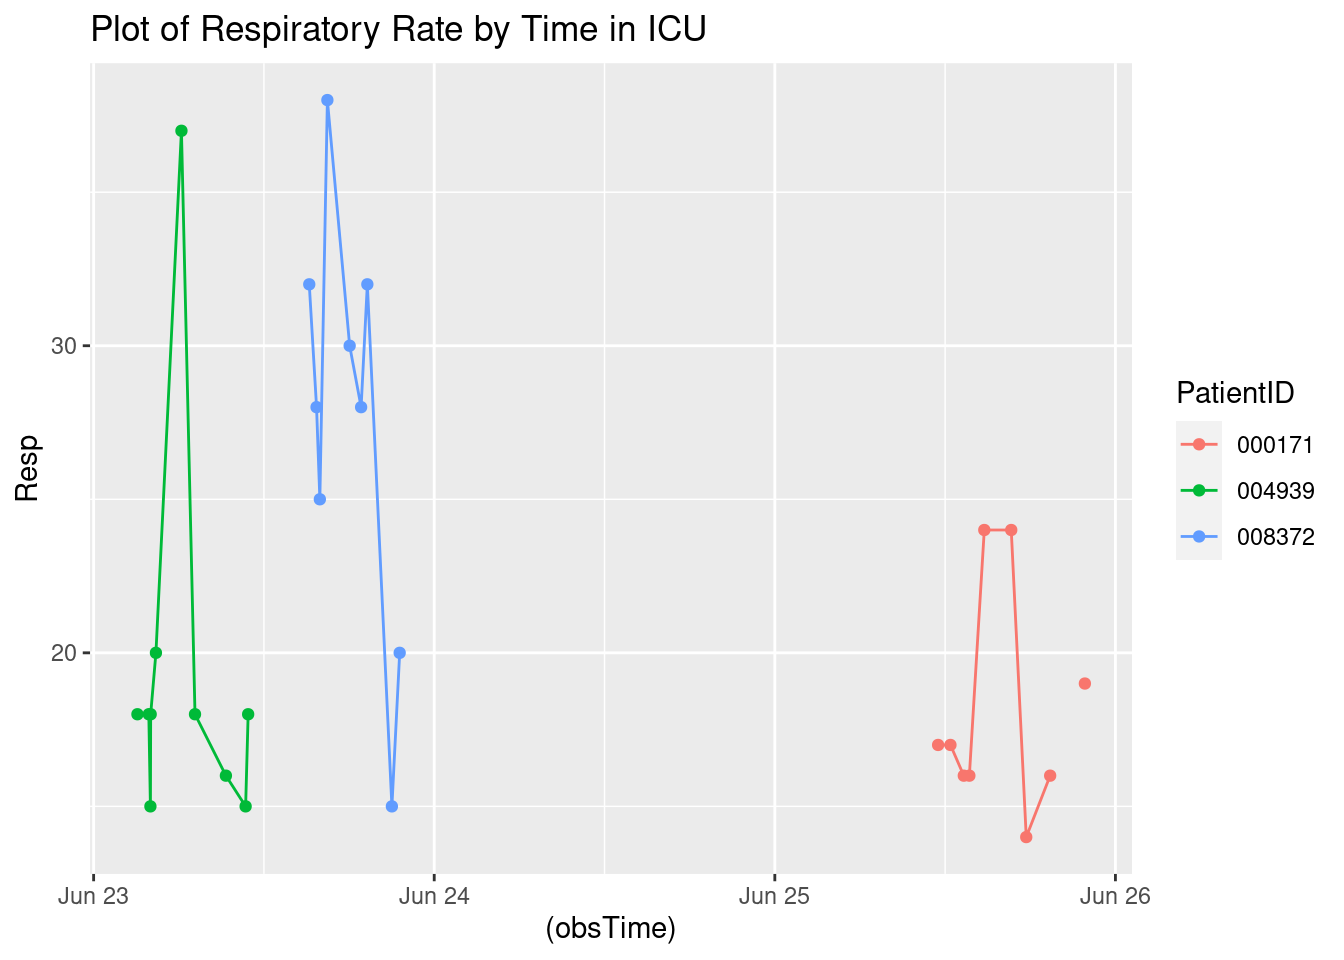 Plot of Respiratory Rate by Time in ICU
Resp
30
20
Jun 23
Jun 24
Jun 25
Jun 26
(obsTime)
PatientID
000171
004939
008372